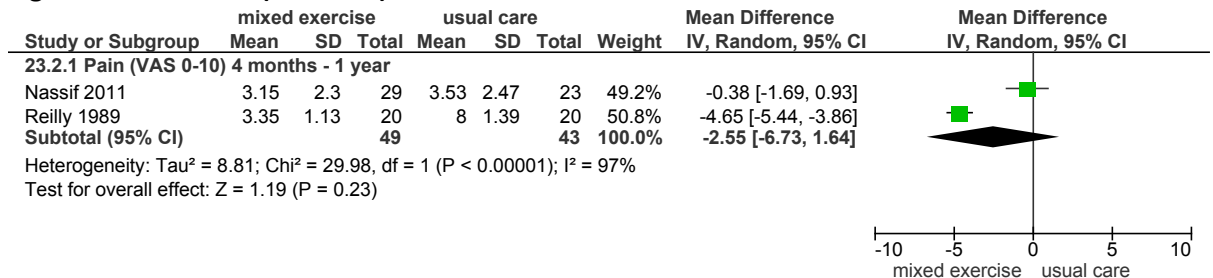 mixed exercise usual care Mean Difference Mean Difference
Study or Subgroup Mean SD Total Mean SD Total Weight IV, Random, 95% CI IV, Random, 95% CI
23.2.1 Pain (VAS 0-10) 4 months - 1 year
Nassif 2011 3.15 2.3 29 3.53 2.47 23 49.2% -0.38 [-1.69, 0.93]
Reilly 1989 3.35 1.13 20 8 1.39 20 50.8% -4.65 [-5.44, -3.86]
Subtotal (95% CI) 49 43 100.0% -2.55 [-6.73, 1.64]
Heterogeneity: Tau² = 8.81; Chi² = 29.98, df = 1 (P < 0.00001); I² = 97%
Test for overall effect: Z = 1.19 (P = 0.23)
-10 -5 0 5 10
mixed exercise usual care